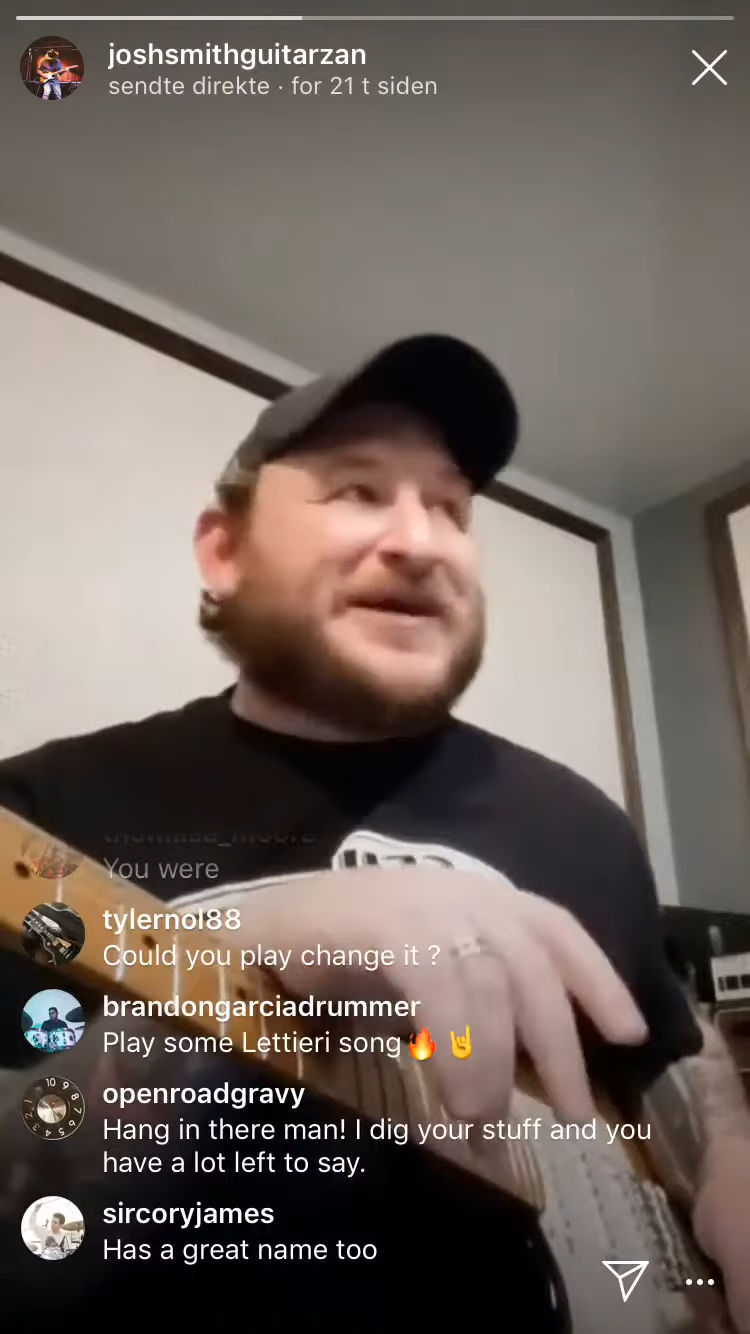 joshsmithguitarzan
sendte direkte · for 21 t siden
You were
tylernol88
Could you play change it ?
brandongarciadrummer
Play some Lettieri song🔥 🤘
openroadgravy
Hang in there man! I dig your stuff and you
have a lot left to say.
sircoryjames
Has a great name too